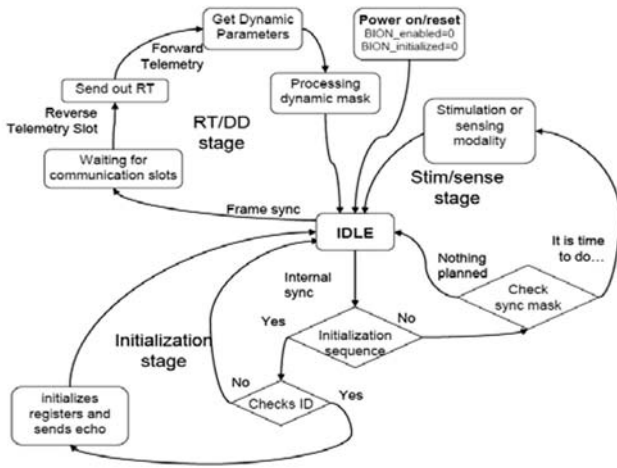 Get Dynamic
Parameters
Power on/reset
BION_enabled=0
BION_initialized=0
Forward
Telemetry
Send out RT
Processing
dynamic mask
Reverse
Telemetry Slot
RT/DD
stage
Stimulation or
sensing
modality
Waiting for
communication slots
Stim/sense
stage
Frame sync
IDLE
It is time
to do...
Nothing
planned
Internal
sync
Check
sync mask
Yes
No
Initialization
stage
Initialization
sequence
No
Yes
initializes
registers and
sends echo
Checks ID